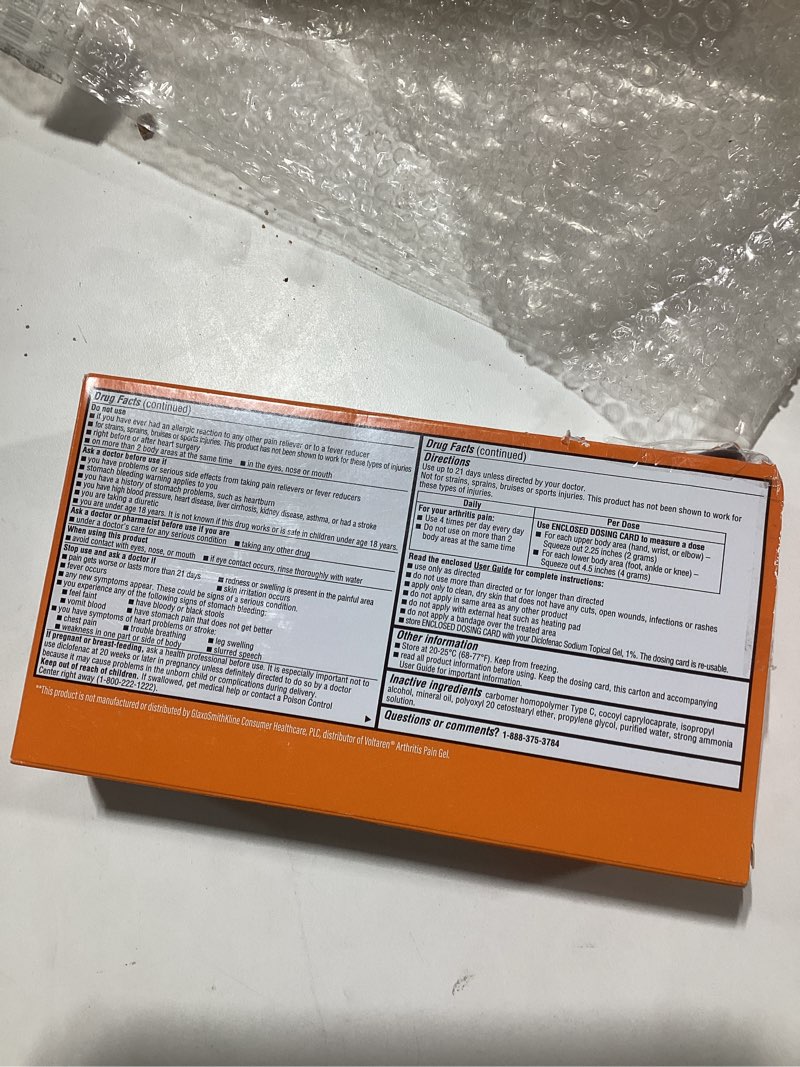 Drug Facts (continued)
Do not use
■ if you have ever had an allergic reaction to any other pain reliever or to a fever reducer
■ for strains, sprains, bruises or sports injuries. This product has not been shown to work for these types of injuries
■ right before or after heart surgery
■ on more than 2 body areas at the same time ■ in the eyes, nose or mouth
Ask a doctor before use if
■ you have problems or serious side effects from taking pain relievers or fever reducers
■ stomach bleeding warning applies to you
■ you have a history of stomach problems, such as heartburn
■ you have high blood pressure, heart disease, liver cirrhosis, kidney disease, asthma, or had a stroke
■ you are taking a diuretic
■ you are under age 18 years. It is not known if this drug works or is safe in children under age 18 years.
Ask a doctor or pharmacist before use if you are
■ under a doctor's care for any serious condition ■ taking any other drug
When using this product
■ avoid contact with eyes, nose, or mouth ■ if eye contact occurs, rinse thoroughly with water
Stop use and ask a doctor if
■ pain gets worse or lasts more than 21 days ■ redness or swelling is present in the painful area
■ fever occurs ■ skin irritation occurs
■ any new symptoms appear. These could be signs of a serious condition.
■ you experience any of the following signs of stomach bleeding:
■ feel faint ■ have bloody or black stools
■ vomit blood ■ have stomach pain that does not get better
■ you have symptoms of heart problems or stroke:
■ chest pain ■ trouble breathing ■ leg swelling
■ weakness in one part or side of body ■ slurred speech
If pregnant or breast-feeding, ask a health professional before use. It is especially important not to
use diclofenac at 20 weeks or later in pregnancy unless definitely directed to do so by a doctor
because it may cause problems in the unborn child or complications during delivery.
Keep out of reach of children. If swallowed, get medical help or contact a Poison Control
Center right away (1-800-222-1222).
**This product is not manufactured or distributed by GlaxoSmithKline Consumer Healthcare, PLC, distributor of Voltaren® Arthritis Pain Gel.
Drug Facts (continued)
Directions
Use up to 21 days unless directed by your doctor.
Not for strains, sprains, bruises or sports injuries. This product has not been shown to work for
these types of injuries.
Daily
For your arthritis pain:
■ Use 4 times per day every day
■ Do not use on more than 2
body areas at the same time
Per Dose
Use ENCLOSED DOSING CARD to measure a dose
■ For each upper body area (hand, wrist, or elbow) –
Squeeze out 2.25 inches (2 grams)
■ For each lower body area (foot, ankle or knee) –
Squeeze out 4.5 inches (4 grams)
Read the enclosed User Guide for complete instructions:
■ use only as directed
■ do not use more than directed or for longer than directed
■ apply only to clean, dry skin that does not have any cuts, open wounds, infections or rashes
■ do not apply in same area as any other product
■ do not apply with external heat such as heating pad
■ do not apply a bandage over the treated area
■ store ENCLOSED DOSING CARD with your Diclofenac Sodium Topical Gel, 1%. The dosing card is re-usable.
Other information
■ Store at 20-25°C (68-77°F). Keep from freezing.
■ read all product information before using. Keep the dosing card, this carton and accompanying
User Guide for important information.
Inactive ingredients carbomer homopolymer Type C, cocoyl caprylocaprate, isopropyl
alcohol, mineral oil, polyoxyl 20 cetostearyl ether, propylene glycol, purified water, strong ammonia
solution.
Questions or comments? 1-888-375-3784